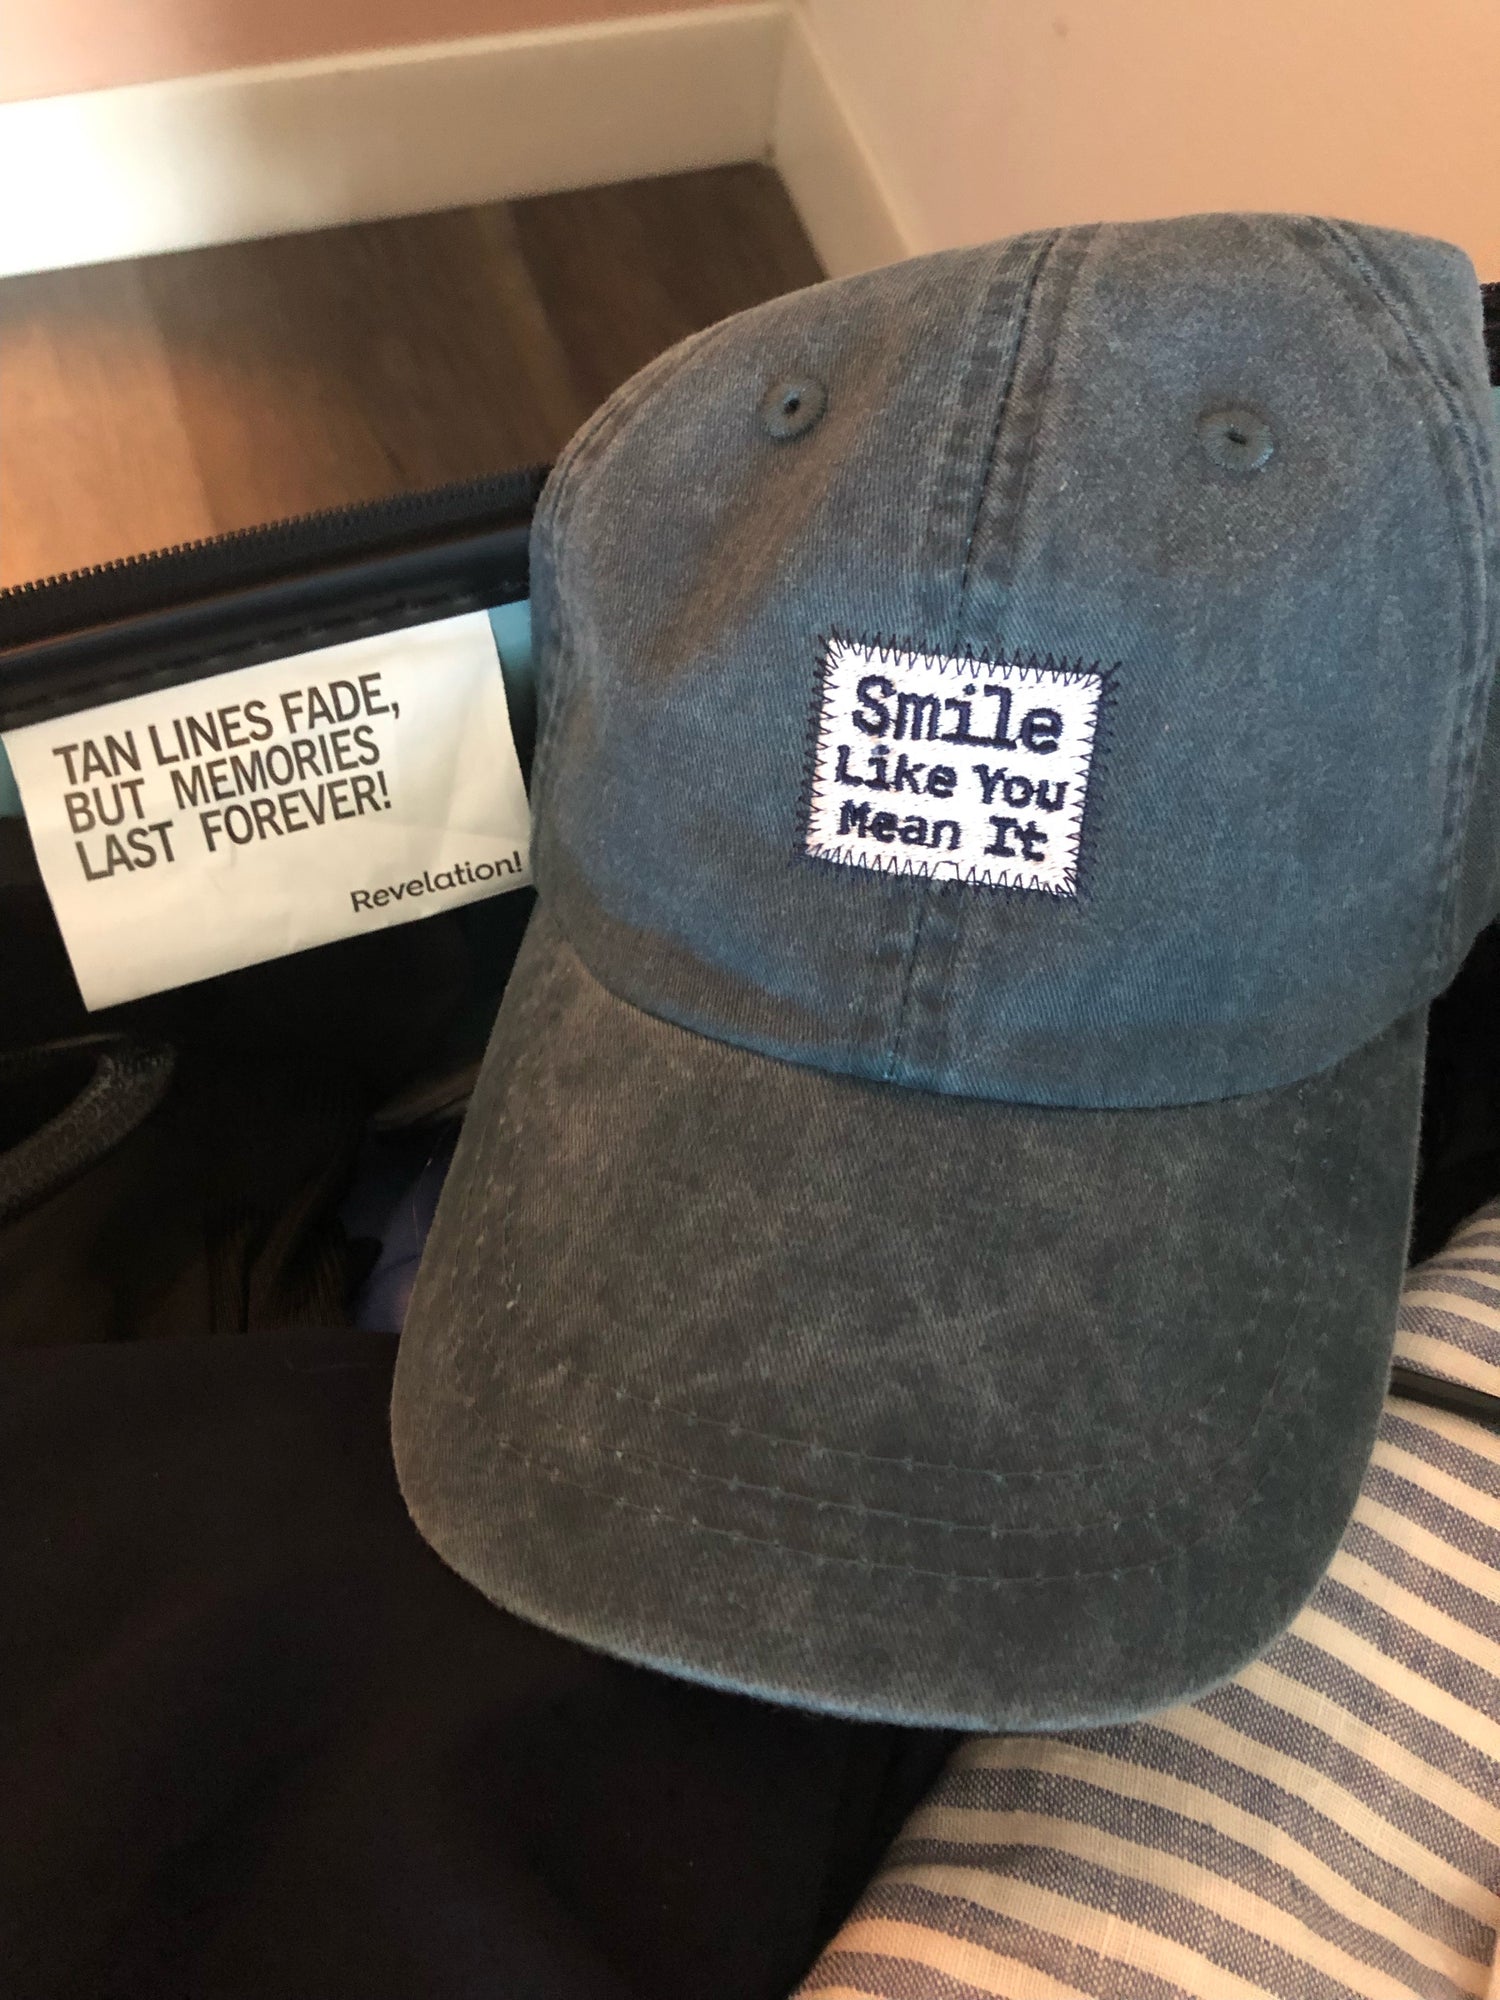 TAN LINES FADE,
BUT MEMORIES
LAST FOREVER!
Revelation!
Smile
Like You
Mean It